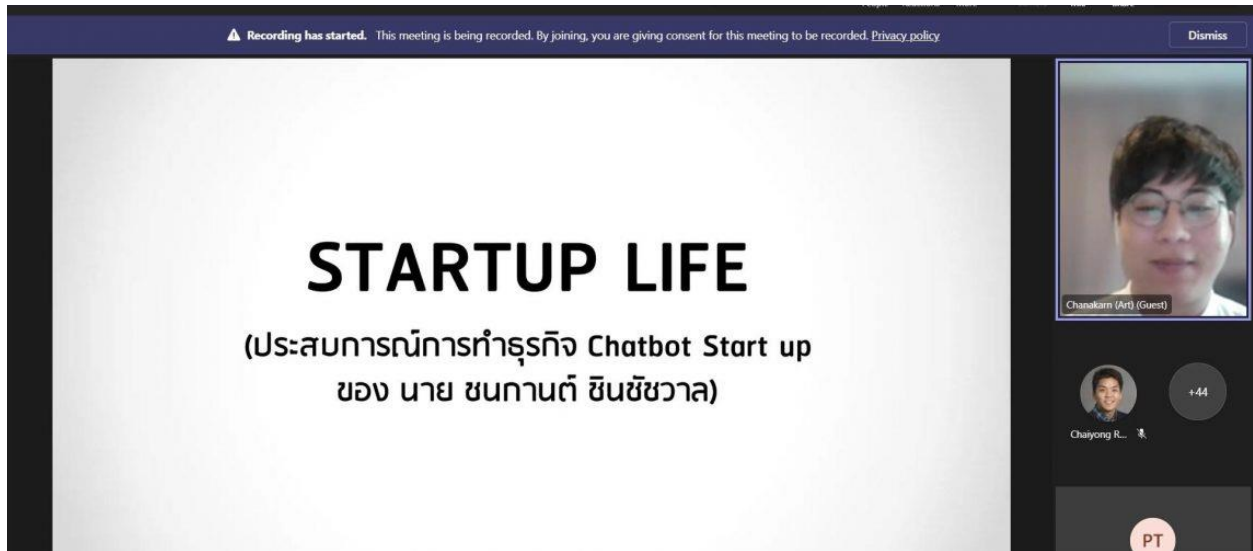 Recording has started. This meeting is being recorded. By joining, you are giving consent for this meeting to be recorded. Privacy policy
Dismiss
STARTUP LIFE
(ประสบการณ์การทำธุรกิจ Chatbot Start up
ของ นาย ชนกานต์ ชินชัชวาล)
Chanakarn (Art) (Guest)
+44
Chaiyong R...
PT